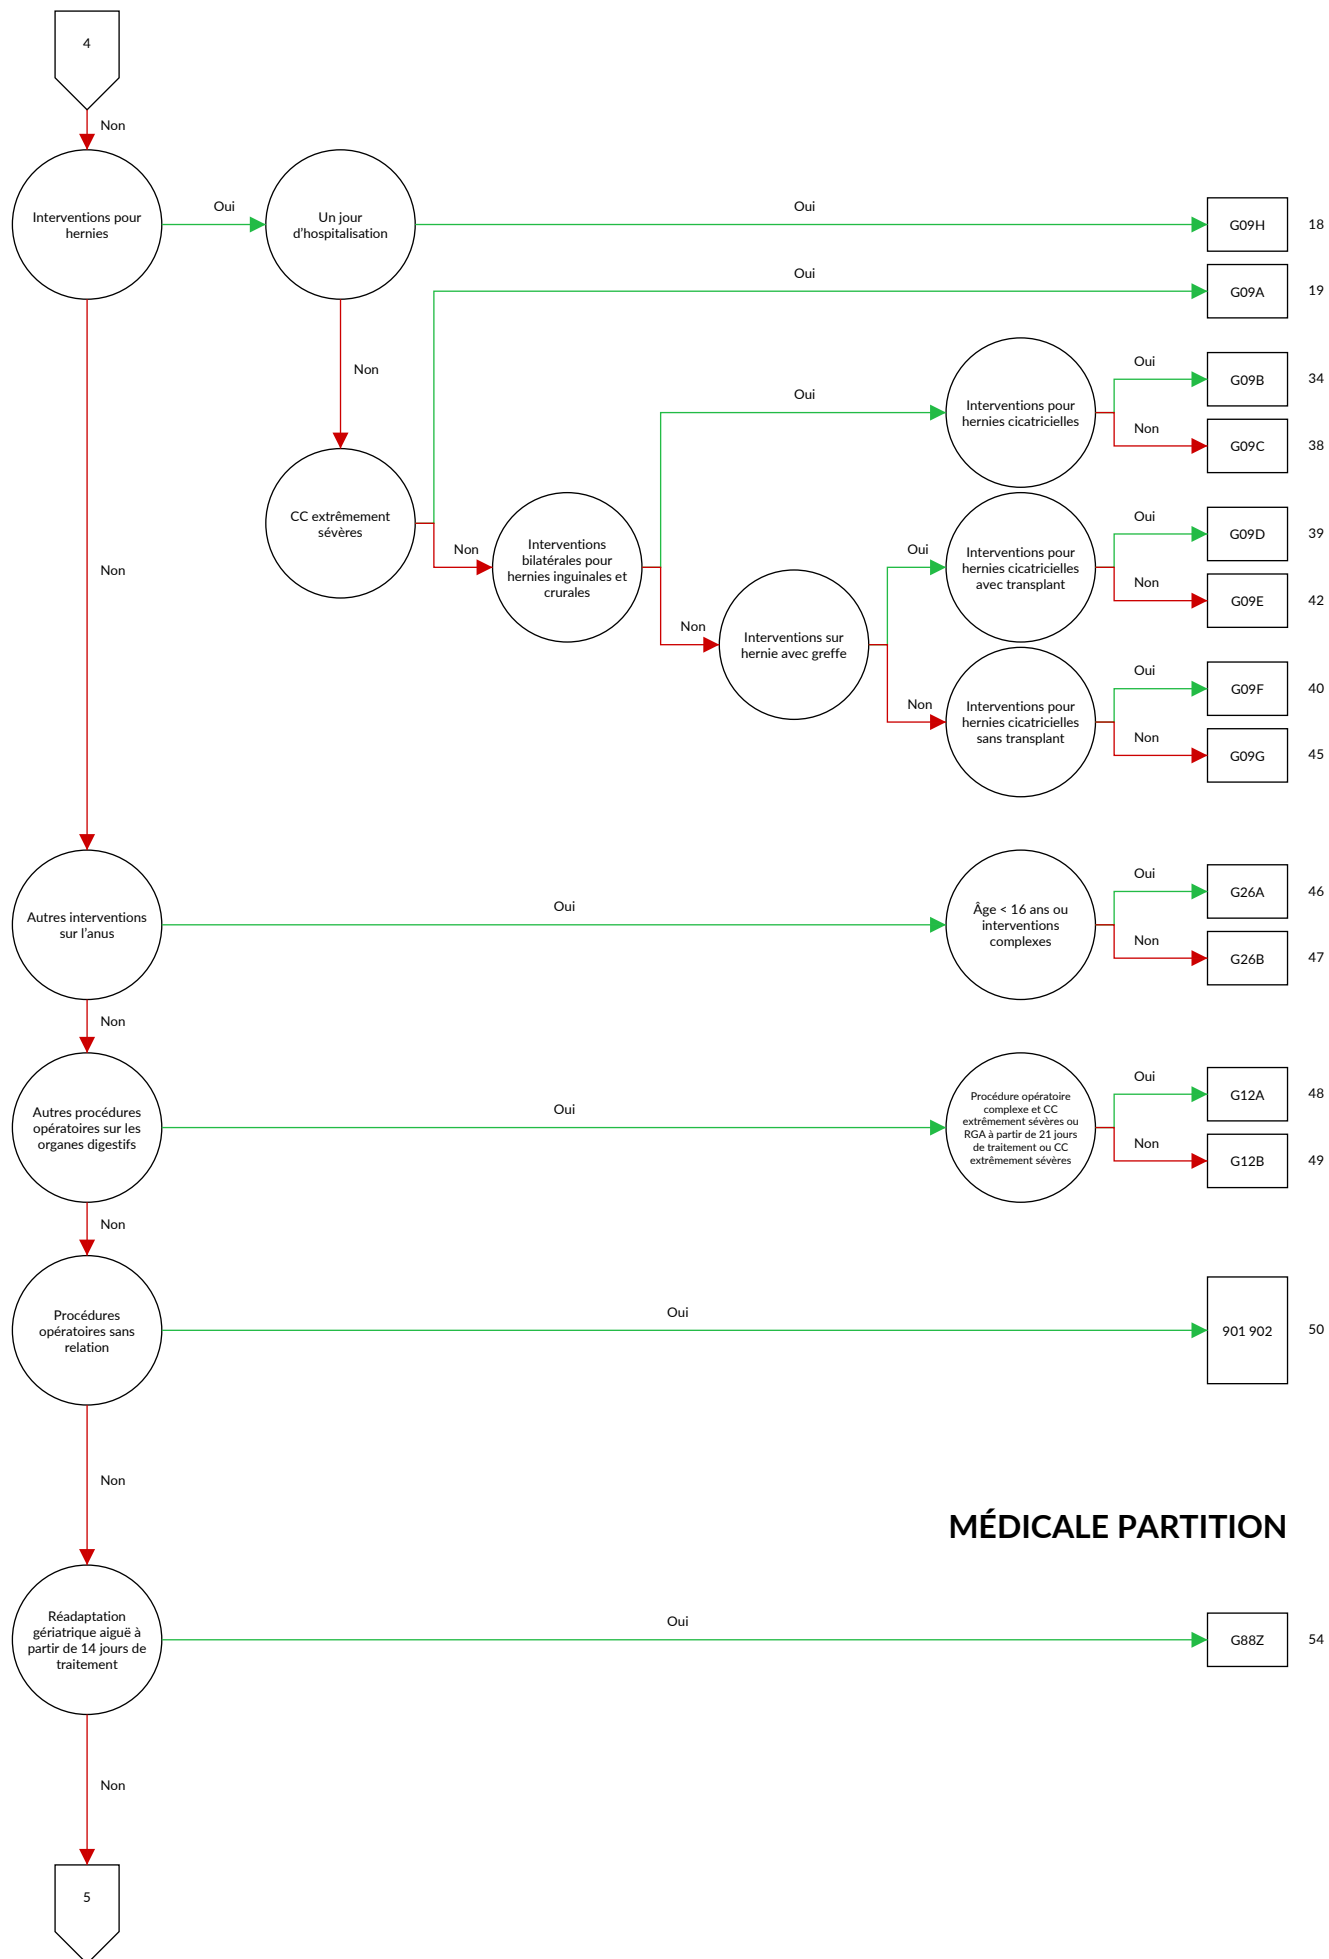 4
Non
Interventions pour
hernies
Oui
Un jour
d'hospitalisation
Oui
G09H
18
Oui
G09A
19
Non
CC extrêmement
sévères
Non
Interventions
bilatérales pour
hernies inguinales et
crurales
Oui
Interventions pour
hernies cicatricielles
Oui
G09B
34
Non
G09C
38
Non
Interventions sur
hernie avec greffe
Oui
Interventions pour
hernies cicatricielles
avec transplant
Oui
G09D
39
Non
G09E
42
Non
Interventions pour
hernies cicatricielles
sans transplant
Oui
G09F
40
Non
G09G
45
Non
Autres interventions
sur l'anus
Oui
Âge < 16 ans ou
interventions
complexes
Oui
G26A
46
Non
G26B
47
Non
Autres procédures
opératoires sur les
organes digestifs
Oui
Procédure opératoire
complexe et CC
extrêmement sévères ou
RGA à partir de 21 jours
de traitement ou CC
extrêmement sévères
Oui
G12A
48
Non
G12B
49
Non
Procédures
opératoires sans
relation
Oui
901 902
50
Non
MÉDICALE PARTITION
Réadaptation
gériatrique aiguë à
partir de 14 jours de
traitement
Oui
G88Z
54
Non
5